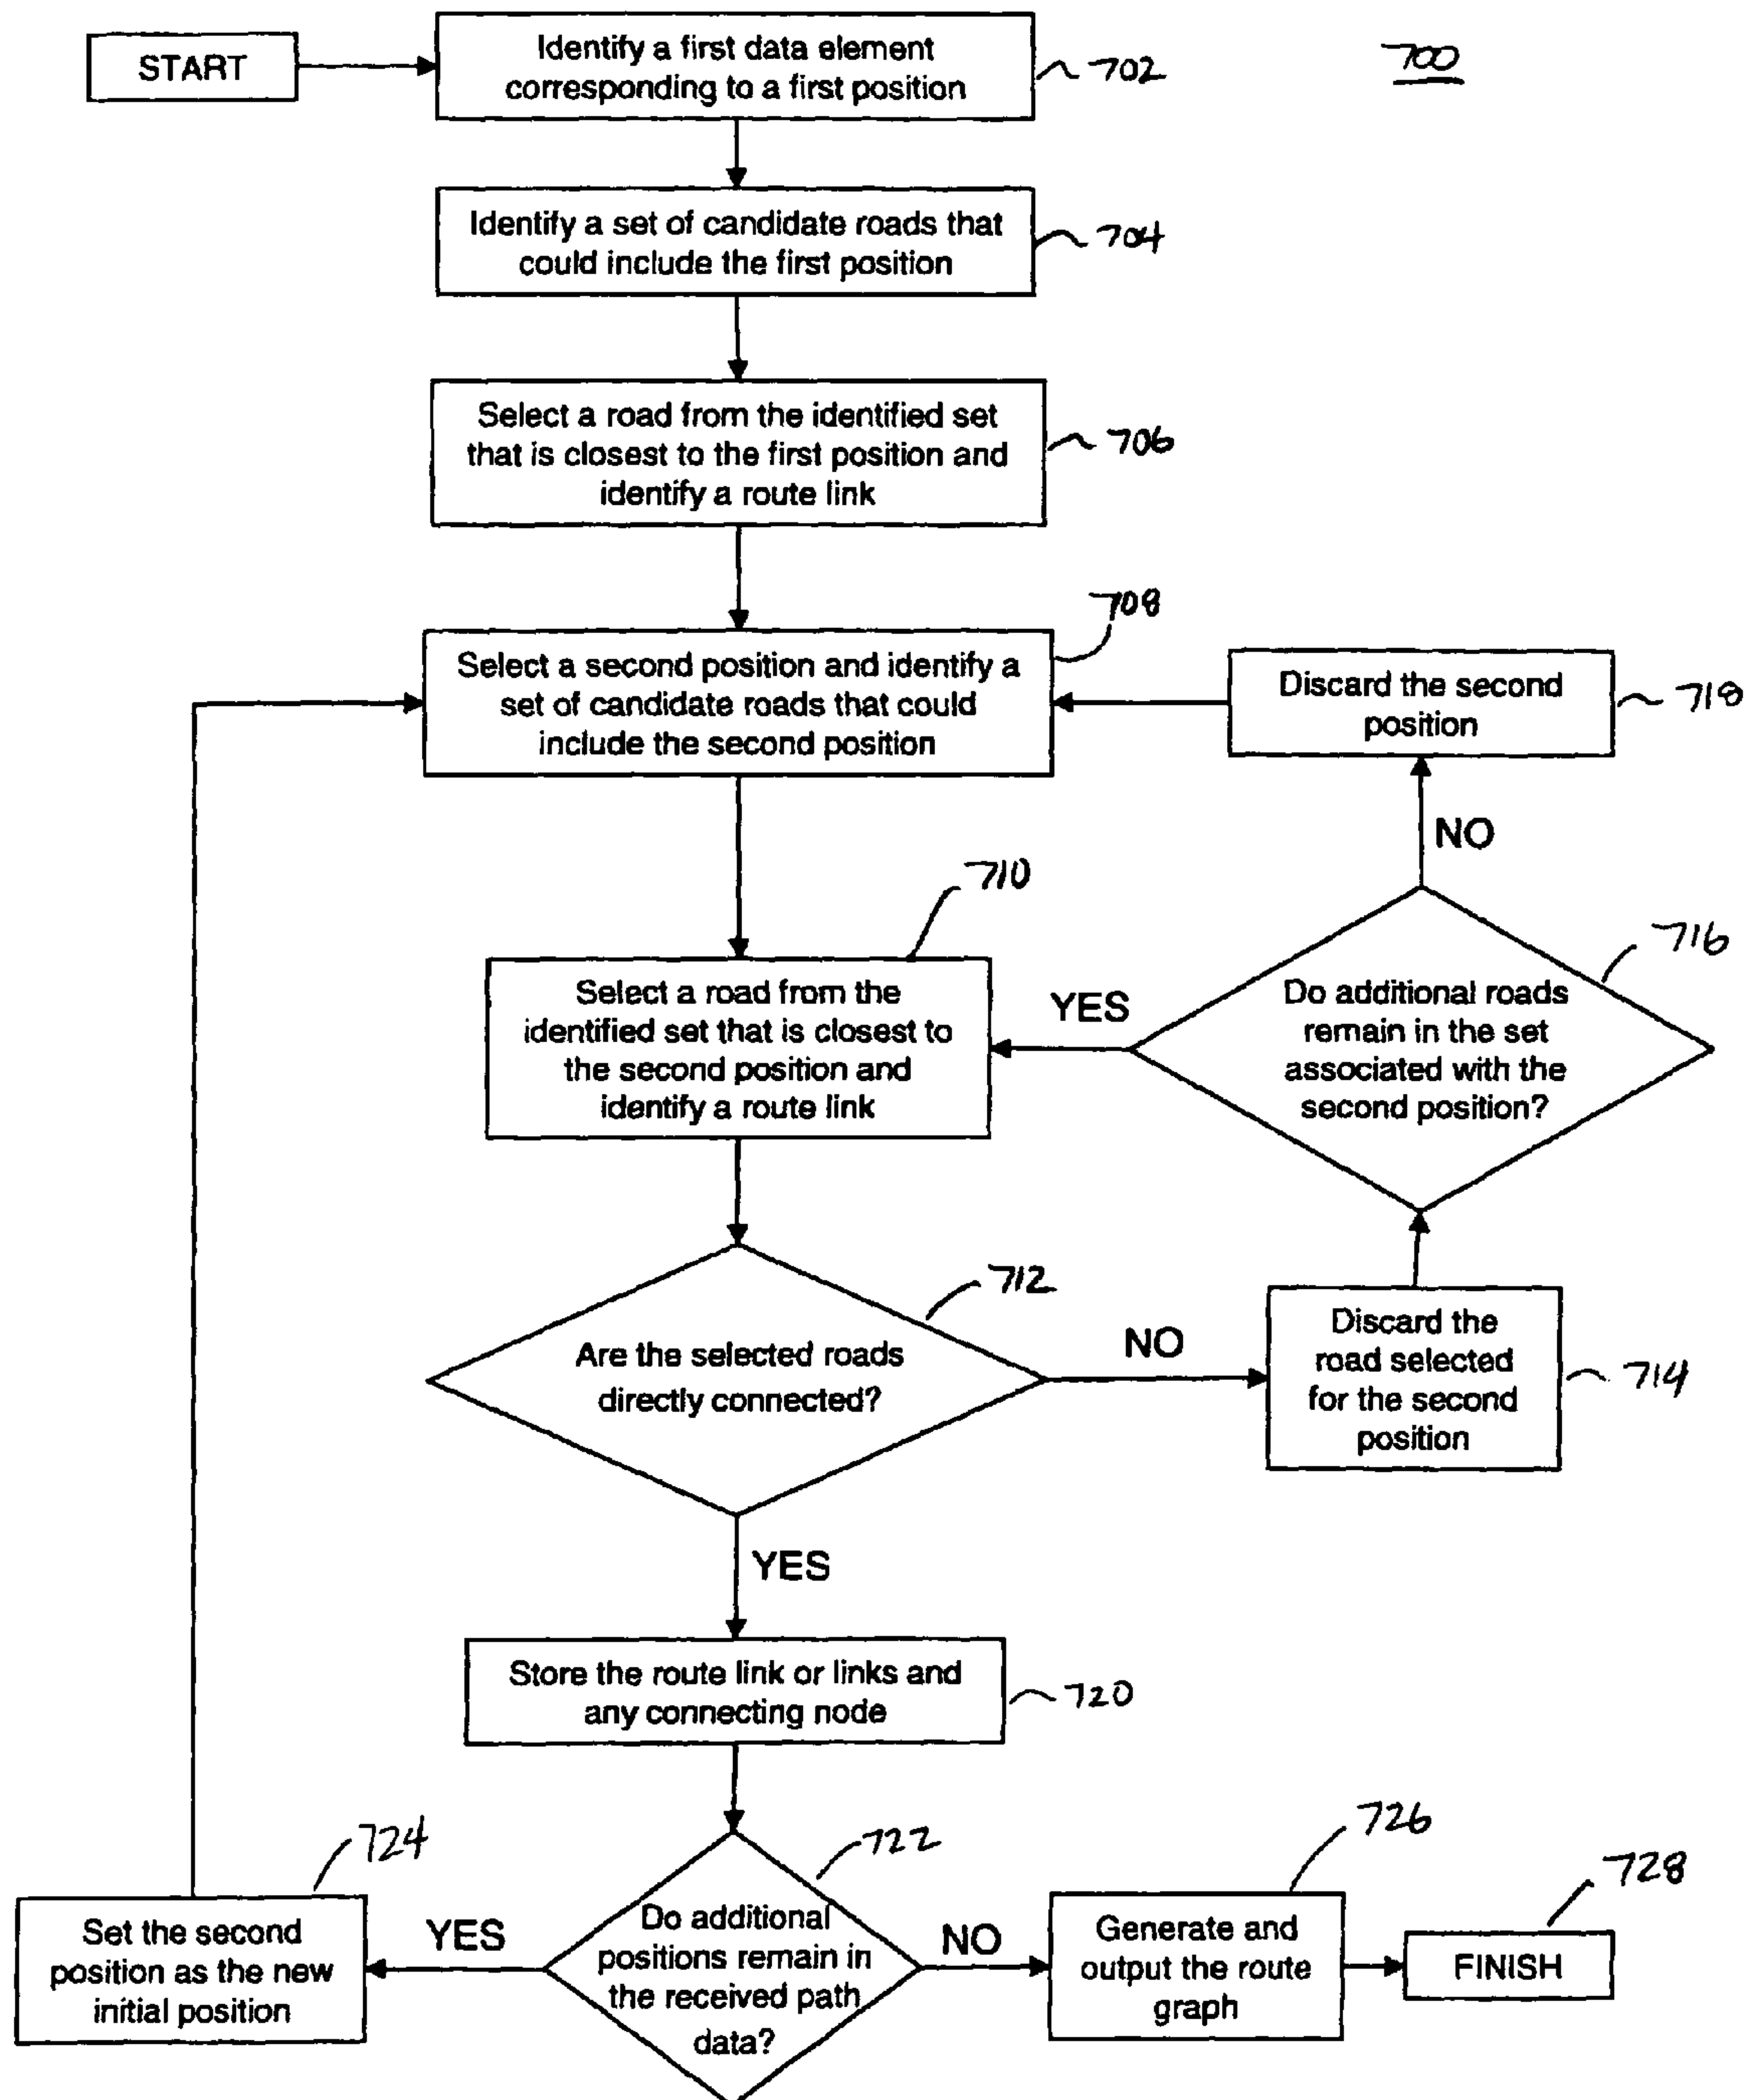 START
Identify a first data element
corresponding to a first position
702
700
Identify a set of candidate roads that
could include the first position
704
Select a road from the identified set
that is closest to the first position and
identify a route link
706
708
Select a second position and identify a
set of candidate roads that could
include the second position
Discard the second
position
718
NO
710
716
Select a road from the
identified set that is closest to
the second position and
identify a route link
YES
Do additional roads
remain in the set
associated with the
second position?
712
Are the selected roads
directly connected?
NO
Discard the
road selected
for the second
position
714
YES
Store the route link or links and
any connecting node
720
724
722
726
728
Set the second
position as the new
initial position
YES
Do additional
positions remain in
the received path
data?
NO
Generate and
output the route
graph
FINISH